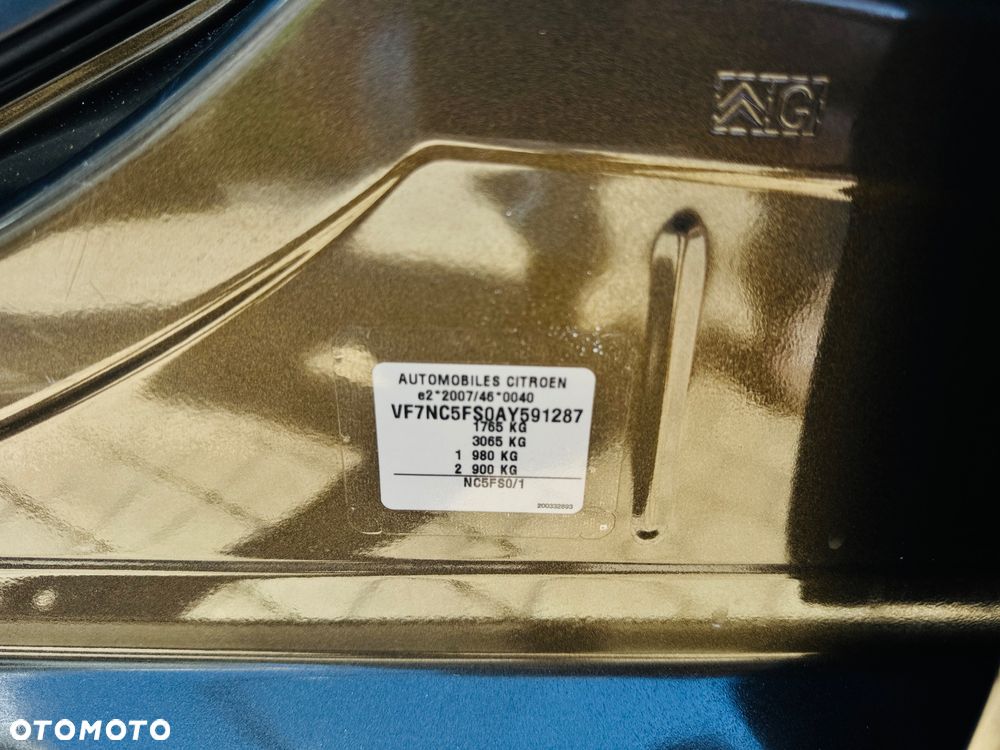 G
AUTOMOBILES CITROEN
e2*2007/46*0040
VF7NC5FS0AY591287
1765 KG
3065 KG
1 980 KG
2 900 KG
NC5FS0/1
200332893
OTOMOTO